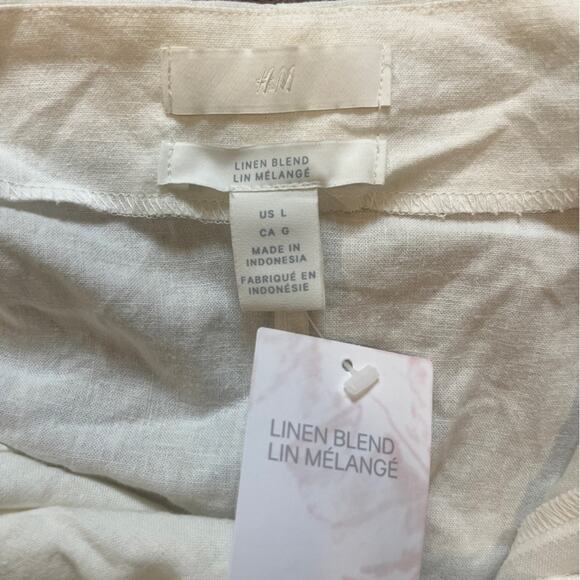 H&M
LINEN BLEND
LIN MÉLANGÉ
US L
CA G
MADE IN
INDONESIA
FABRIQUÉ EN
INDONÉSIE
LINEN BLEND
LIN MÉLANGÉ